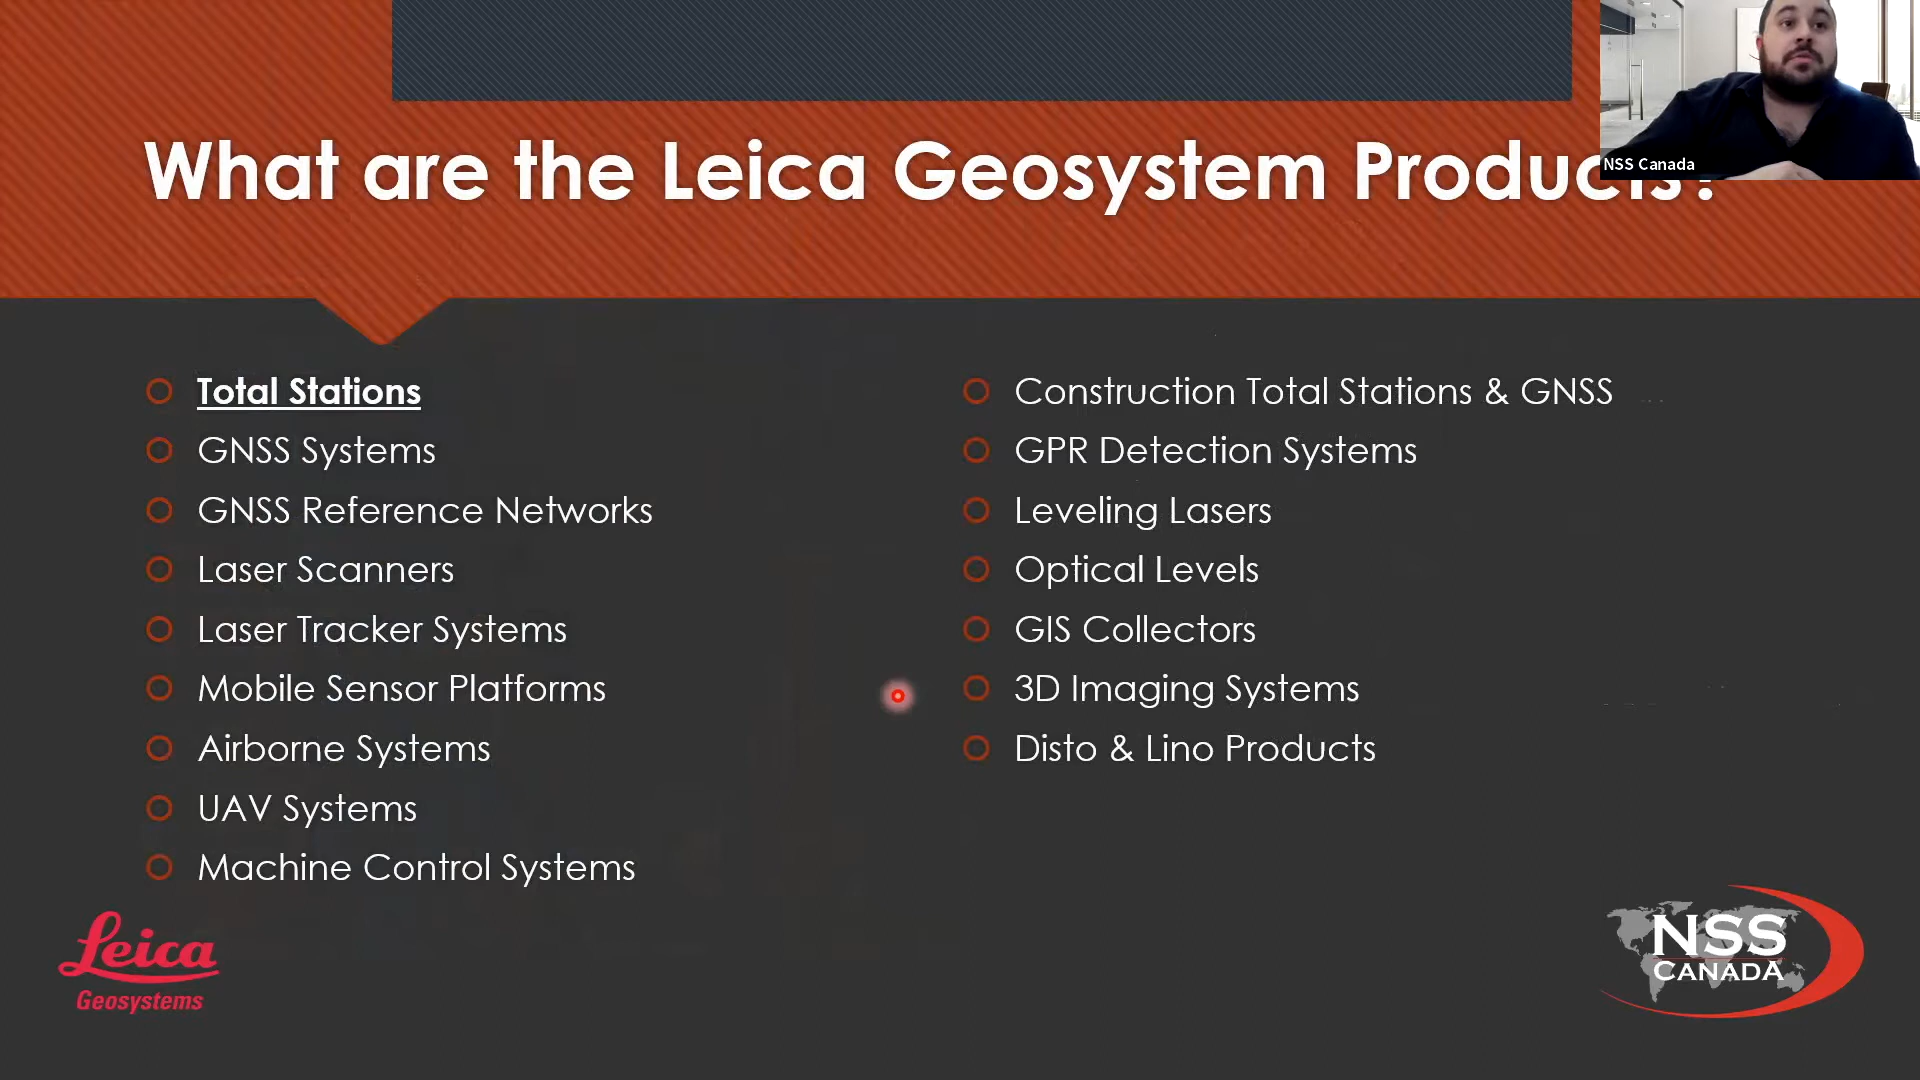 What are the Leica Geosystem Products?
NSS Canada
Total Stations
GNSS Systems
GNSS Reference Networks
Laser Scanners
Laser Tracker Systems
Mobile Sensor Platforms
Airborne Systems
UAV Systems
Machine Control Systems
Construction Total Stations & GNSS
GPR Detection Systems
Leveling Lasers
Optical Levels
GIS Collectors
3D Imaging Systems
Disto & Lino Products
Leica
Geosystems
NSS
CANADA